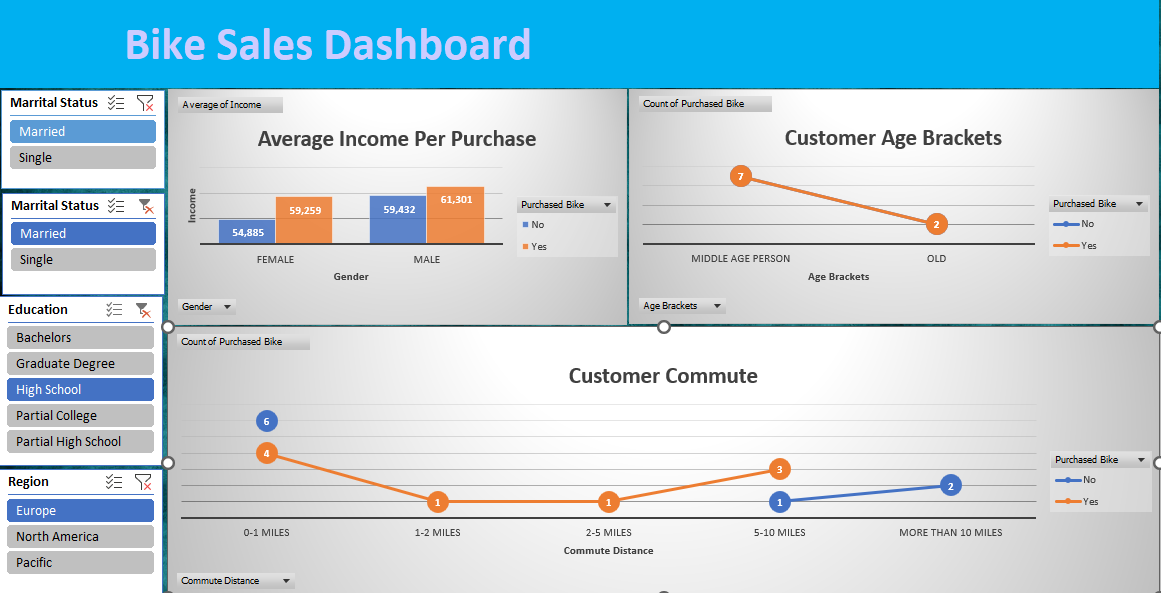 Bike Sales Dashboard
Marrital Status
Married
Single
Marrital Status
Married
Single
Education
Bachelors
Graduate Degree
High School
Partial College
Partial High School
Region
Europe
North America
Pacific
Average of Income
Average Income Per Purchase
Income
54,885
59,259
59,432
61,301
FEMALE
MALE
Gender
Purchased Bike
No
Yes
Gender
Count of Purchased Bike
Customer Age Brackets
7
2
MIDDLE AGE PERSON
OLD
Age Brackets
Purchased Bike
No
Yes
Age Brackets
Count of Purchased Bike
Customer Commute
6
4
1
1
3
1
2
0-1 MILES
1-2 MILES
2-5 MILES
5-10 MILES
MORE THAN 10 MILES
Commute Distance
Purchased Bike
No
Yes
Commute Distance